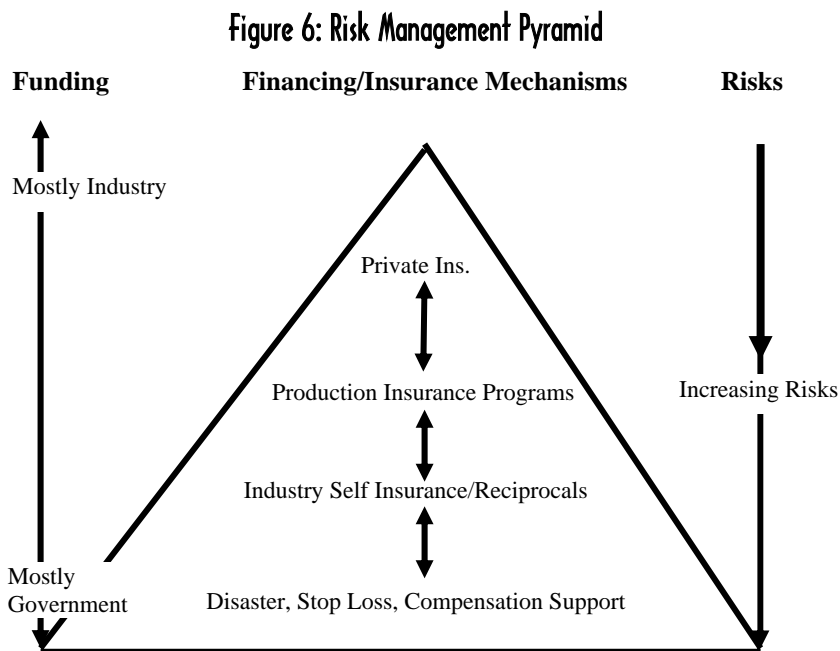 Figure 6: Risk Management Pyramid
Funding Financing/Insurance Mechanisms Risks
Mostly Industry
Private Ins.
Production Insurance Programs
Increasing Risks
Industry Self Insurance/Reciprocals
Mostly
Government
Disaster, Stop Loss, Compensation Support